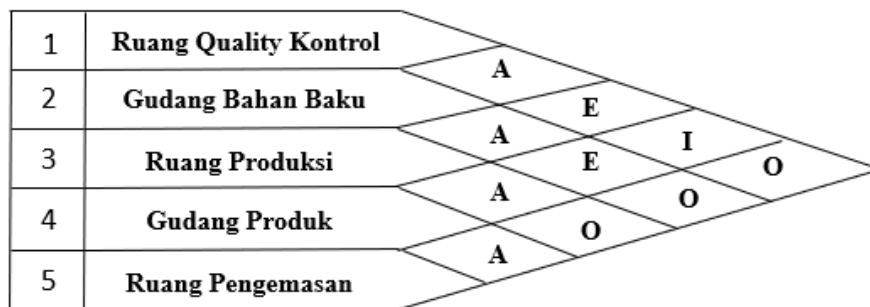 1 Ruang Quality Kontrol
A
2 Gudang Bahan Baku
E
A
I
3 Ruang Produksi
E
O
A
O
4 Gudang Produk
O
A
5 Ruang Pengemasan